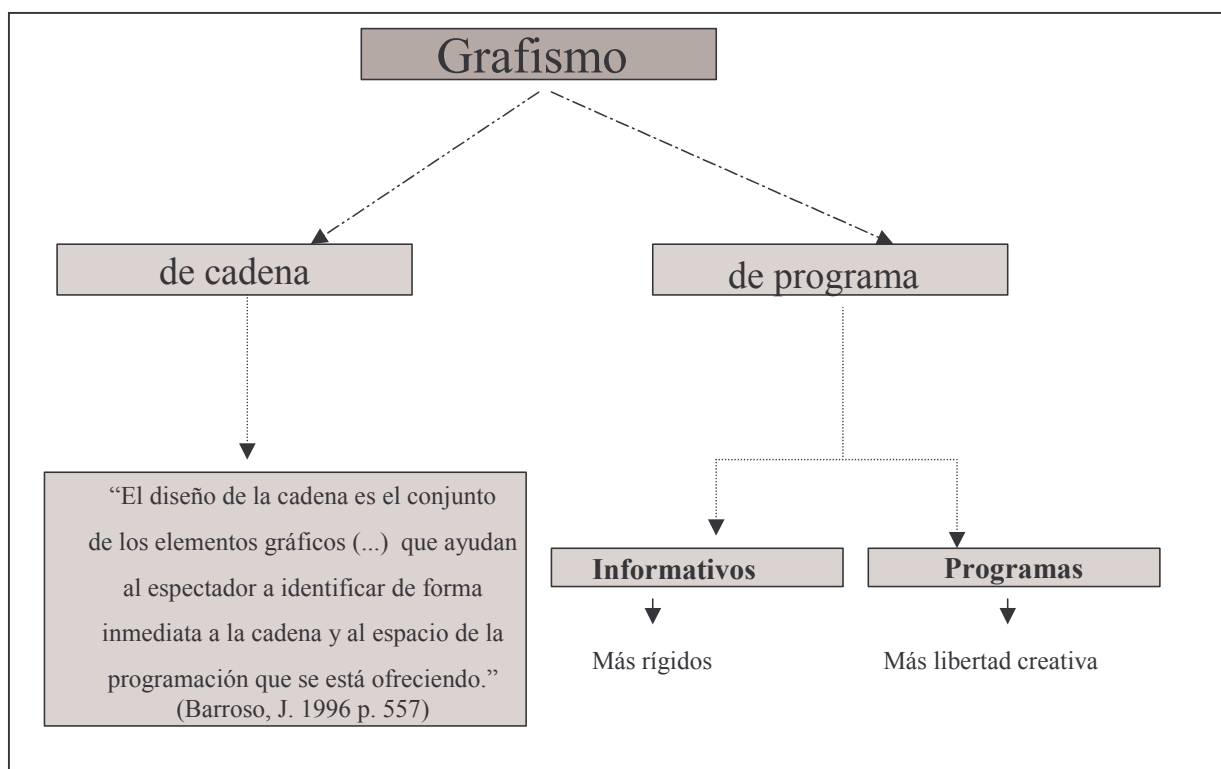 Grafismo
de cadena
de programa
“El diseño de la cadena es el conjunto
de los elementos gráficos (...) que ayudan
al espectador a identificar de forma
inmediata a la cadena y al espacio de la
programación que se está ofreciendo.”
(Barroso, J. 1996 p. 557)
Informativos
Programas
Más rígidos
Más libertad creativa